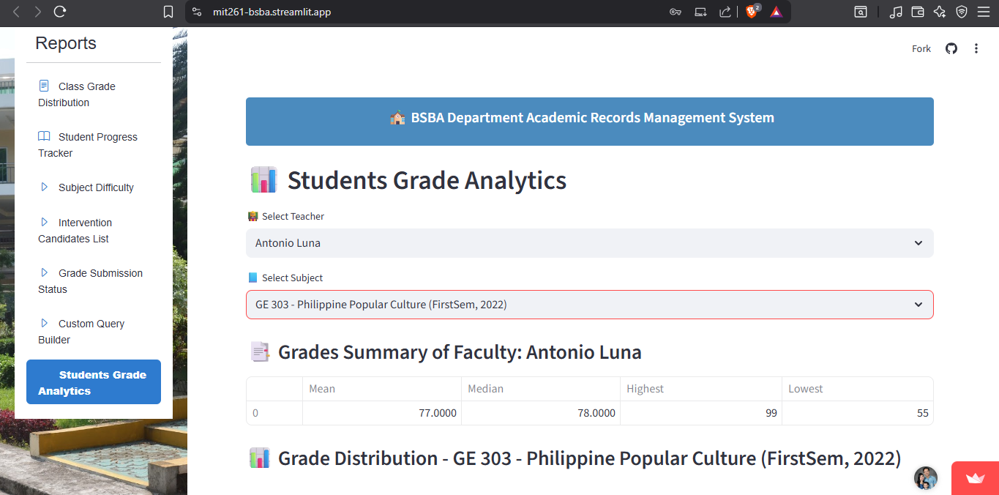 mit261-bsba.streamlit.app
2
Reports
Class Grade
Distribution
Student Progress
Tracker
Subject Difficulty
Intervention
Candidates List
Grade Submission
Status
Custom Query
Builder
Students Grade
Analytics
Fork
BSBA Department Academic Records Management System
Students Grade Analytics
Select Teacher
Antonio Luna
Select Subject
GE 303 - Philippine Popular Culture (FirstSem, 2022)
Grades Summary of Faculty: Antonio Luna
Mean Median Highest Lowest
0 77.0000 78.0000 99 55
Grade Distribution - GE 303 - Philippine Popular Culture (FirstSem, 2022)